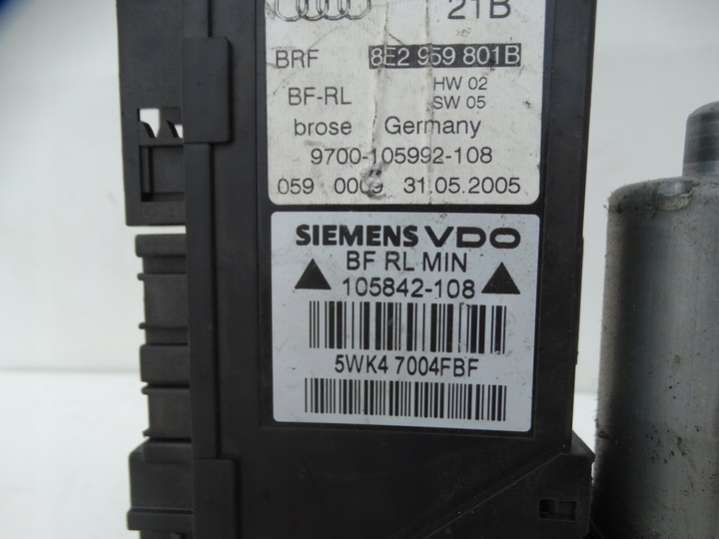 21B
BRF 8E2 959 801B
BF-RL HW 02
SW 05
brose Germany
9700-105992-108
059 0009 31.05.2005
SIEMENS VDO
BF RL MIN
105842-108
5WK4 7004FBF